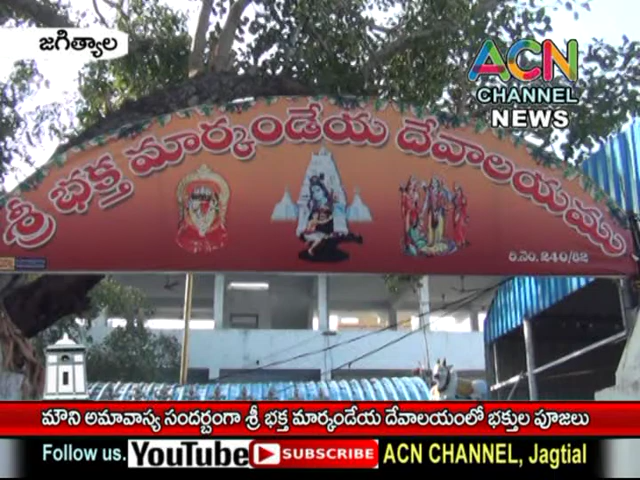 జగిత్యాల
ACN
CHANNEL
NEWS
శ్రీ భక్త మార్కండేయ దేవాలయము
రి.నెం. 240/82
మౌని అమావాస్య సందర్బంగా శ్రీ భక్త మార్కండేయ దేవాలయంలో భక్తుల పూజలు
Follow us. YouTube SUBSCRIBE ACN CHANNEL, Jagtial